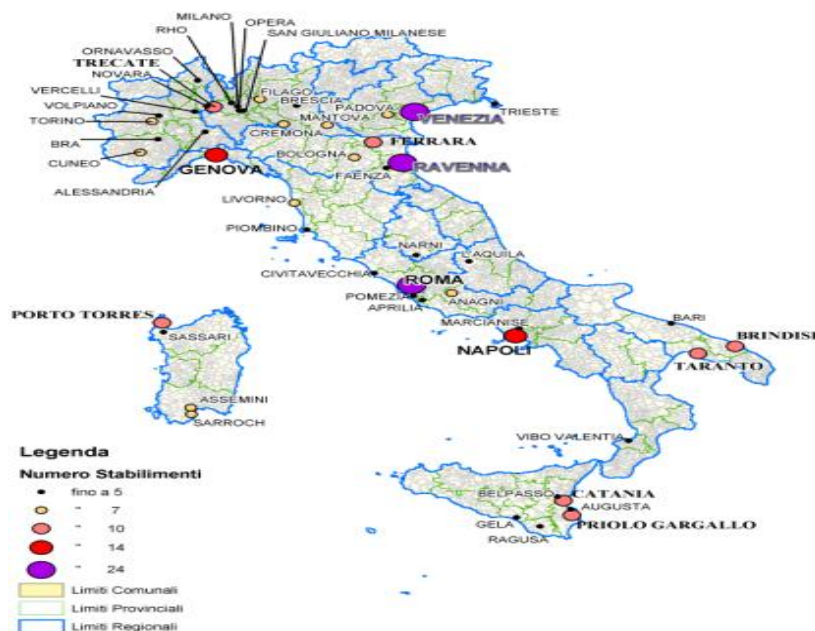 MILANO
OPERA
RHO
SAN GIULIANO MILANESE
ORNAVASSO
TRECATE
NOVARA
FILAGO
VERCELLI
BRESCIA
VOLPIANO
PADOVA
TRIESTE
VENEZIA
TORINO
MANTOVA
CREMONA
FERRARA
BRA
BOLOGNA
CUNEO
RAVENNA
GENOVA
FAENZA
ALESSANDRIA
LIVORNO
PIOMBINO
NARNI
L'AQUILA
CIVITAVECCHIA
ROMA
POMEZIA
ANAGNI
APRILIA
PORTO TORRES
MARCIANISE
BARI
SASSARI
BRINDISI
NAPOLI
TARANTO
ASSEMINI
SARROCH
VIBO VALENTIA
Legenda
Numero Stabilimenti
fino a 5
" 7
" 10
" 14
" 24
Limiti Comunali
Limiti Provinciali
Limiti Regionali
BELPASSO
CATANIA
AUGUSTA
GELA
PRIOLO GARGALLO
RAGUSA